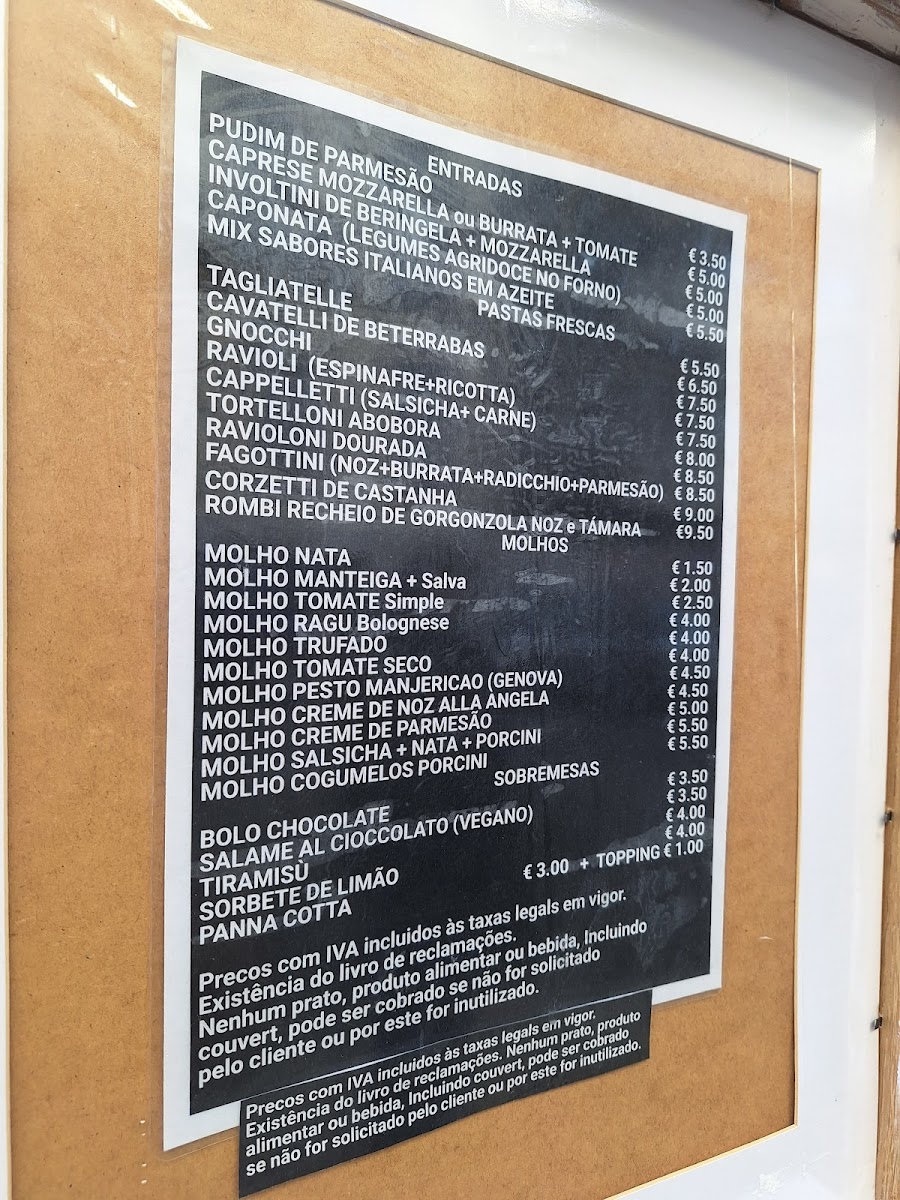 ENTRADAS
PUDIM DE PARMESÃO € 3.50
CAPRESE MOZZARELLA ou BURRATA + TOMATE € 5.00
INVOLTINI DE BERINGELA + MOZZARELLA € 5.00
CAPONATA (LEGUMES AGRIDOCE NO FORNO) € 5.00
MIX SABORES ITALIANOS EM AZEITE € 5.50
PASTAS FRESCAS
TAGLIATELLE € 5.50
CAVATELLI DE BETERRABAS € 6.50
GNOCCHI € 7.50
RAVIOLI (ESPINAFRE+RICOTTA) € 7.50
CAPPELLETTI (SALSICHA+ CARNE) € 7.50
TORTELLONI ABOBORA € 8.00
RAVIOLONI DOURADA € 8.50
FAGOTTINI (NOZ+BURRATA+RADICCHIO+PARMESÃO) € 8.50
CORZETTI DE CASTANHA € 9.00
ROMBI RECHEIO DE GORGONZOLA NOZ e TÁMARA €9.50
MOLHOS
MOLHO NATA € 1.50
MOLHO MANTEIGA + Salva € 2.00
MOLHO TOMATE Simple € 2.50
MOLHO RAGU Bolognese € 4.00
MOLHO TRUFADO € 4.00
MOLHO TOMATE SECO € 4.00
MOLHO PESTO MANJERICAO (GENOVA) € 4.50
MOLHO CREME DE NOZ ALLA ÀNGELA € 4.50
MOLHO CREME DE PARMESÃO € 5.00
MOLHO SALSICHA + NATA + PORCINI € 5.50
MOLHO COGUMELOS PORCINI € 5.50
SOBREMESAS
BOLO CHOCOLATE € 3.50
SALAME AL CIOCCOLATO (VEGANO) € 3.50
TIRAMISÙ € 4.00
SORBETE DE LIMÃO € 4.00
PANNA COTTA € 3.00 + TOPPING € 1.00
Precos com IVA incluidos às taxas legals em vigor.
Existência do livro de reclamações.
Nenhum prato, produto alimentar ou bebida, Incluindo
couvert, pode ser cobrado se não for solicitado
pelo cliente ou por este for inutilizado.
Precos com IVA incluidos às taxas legals em vigor.
Existência do livro de reclamações. Nenhum prato, produto
alimentar ou bebida, Incluindo couvert, pode ser cobrado
se não for solicitado pelo cliente ou por este for inutilizado.